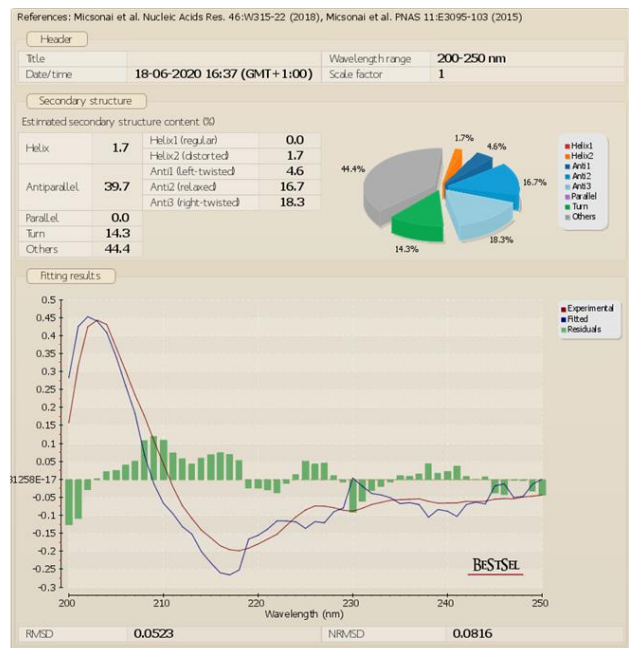 References: Micsonai et al. Nucleic Acids Res. 46:W315-22 (2018), Micsonai et al. PNAS 11:E3095-103 (2015)
Header
Title Wavelength range 200-250 nm
Date/time 18-06-2020 16:37 (GMT+1:00) Scale factor 1
Secondary structure
Estimated secondary structure content (%)
Helix 1.7
Helix1 (regular) 0.0
Helix2 (distorted) 1.7
Antiparallel 39.7
Anti1 (left-twisted) 4.6
Anti2 (relaxed) 16.7
Anti3 (right-twisted) 18.3
Parallel 0.0
Turn 14.3
Others 44.4
1.7%
4.6%
16.7%
18.3%
14.3%
44.4%
Helix1
Helix2
Anti1
Anti2
Anti3
Parallel
Turn
Others
Fitting results
0.5
0.45
0.4
0.35
0.3
0.25
0.2
0.15
0.1
0.05
31258E-17
-0.05
-0.1
-0.15
-0.2
-0.25
-0.3
200 210 220 230 240 250
Wavelength (nm)
Experimental
Fitted
Residuals
BESTSEL
RMSD 0.0523 NRMSD 0.0816